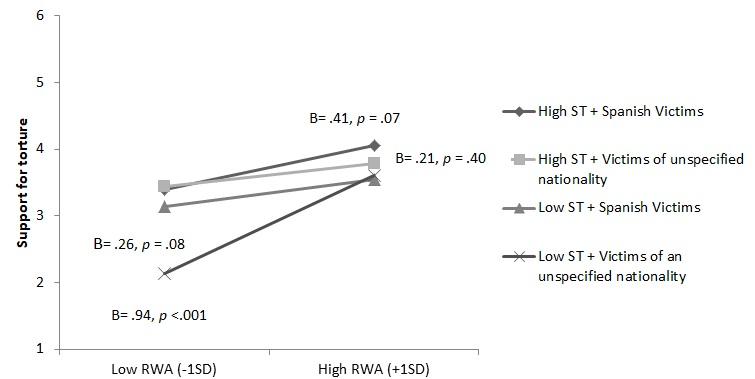 6
5
4
3
2
1
Support for torture
B= .41, p = .07
B= .21, p = .40
B= .26, p = .08
B= .94, p <.001
Low RWA (-1SD)
High RWA (+1SD)
High ST + Spanish Victims
High ST + Victims of unspecified
nationality
Low ST + Spanish Victims
Low ST + Victims of an
unspecified nationality